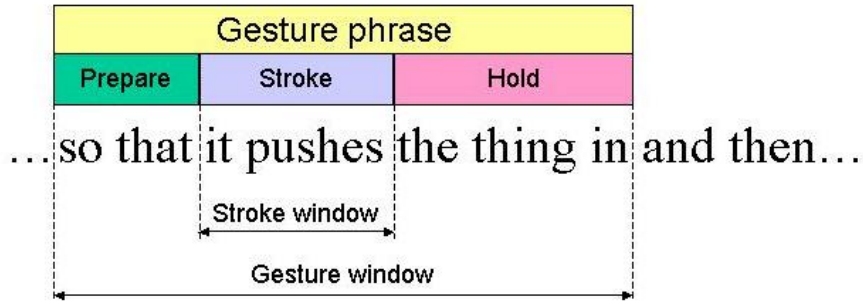 Gesture phrase
Prepare Stroke Hold
...so that it pushes the thing in and then...
Stroke window
Gesture window